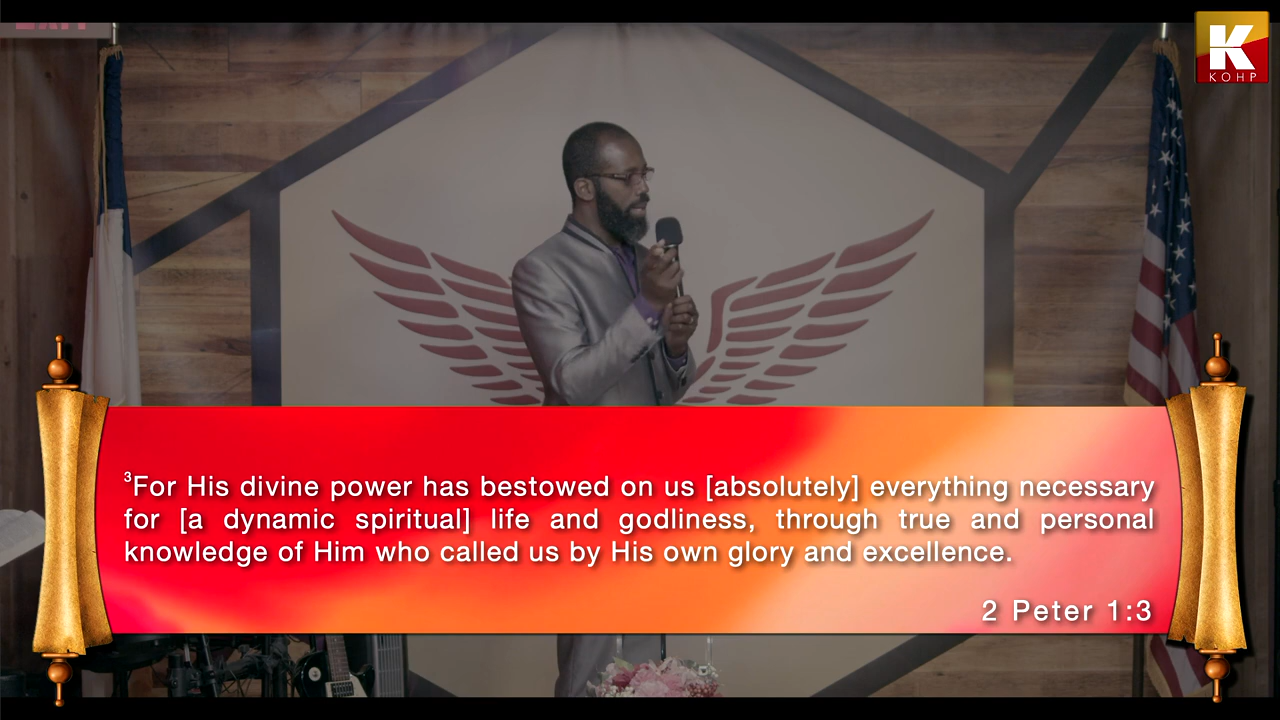 EXIT
K
KOHP
³For His divine power has bestowed on us [absolutely] everything necessary
for [a dynamic spiritual] life and godliness, through true and personal
knowledge of Him who called us by His own glory and excellence.
2 Peter 1:3